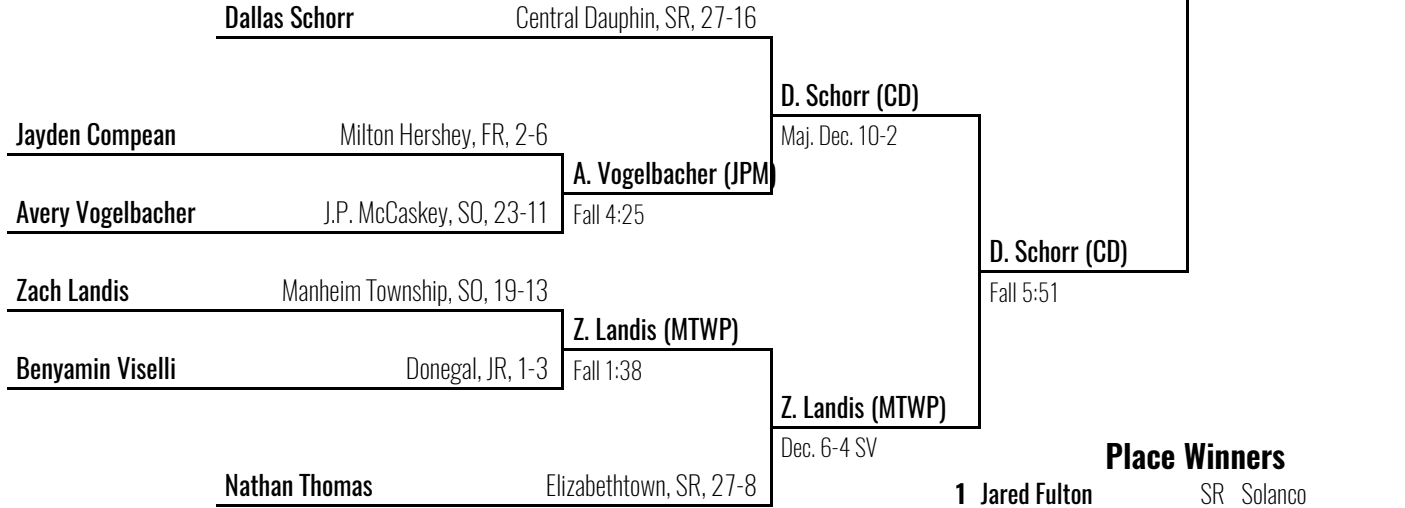 Dallas Schorr Central Dauphin, SR, 27-16
D. Schorr (CD)
Jayden Compean Milton Hershey, FR, 2-6
Maj. Dec. 10-2
A. Vogelbacher (JPM)
Avery Vogelbacher J.P. McCaskey, SO, 23-11
Fall 4:25
D. Schorr (CD)
Zach Landis Manheim Township, SO, 19-13
Fall 5:51
Z. Landis (MTWP)
Benyamin Viselli Donegal, JR, 1-3
Fall 1:38
Z. Landis (MTWP)
Dec. 6-4 SV
Place Winners
Nathan Thomas Elizabethtown, SR, 27-8
1 Jared Fulton SR Solanco